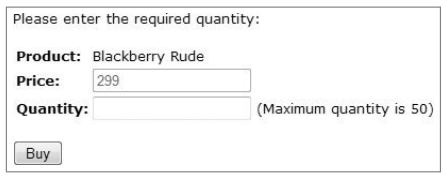 Please enter the required quantity:
Product: Blackberry Rude
Price: 299
Quantity: (Maximum quantity is 50)
Buy